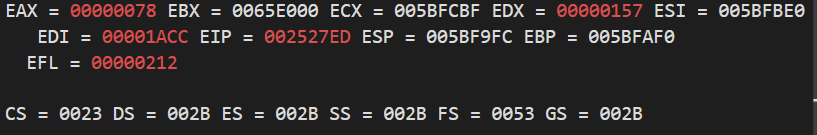 EAX = 00000078 EBX = 0065E000 ECX = 005BFCBF EDX = 00000157 ESI = 005BFBE0
EDI = 00001ACC EIP = 002527ED ESP = 005BF9FC EBP = 005BFAF0
EFL = 00000212
CS = 0023 DS = 002B ES = 002B SS = 002B FS = 0053 GS = 002B